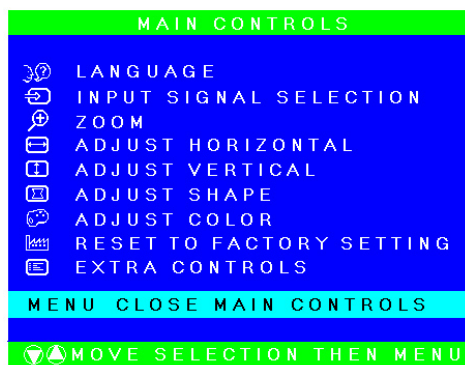 MAIN CONTROLS
LANGUAGE
INPUT SIGNAL SELECTION
ZOOM
ADJUST HORIZONTAL
ADJUST VERTICAL
ADJUST SHAPE
ADJUST COLOR
RESET TO FACTORY SETTING
EXTRA CONTROLS
MENU CLOSE MAIN CONTROLS
MOVE SELECTION THEN MENU